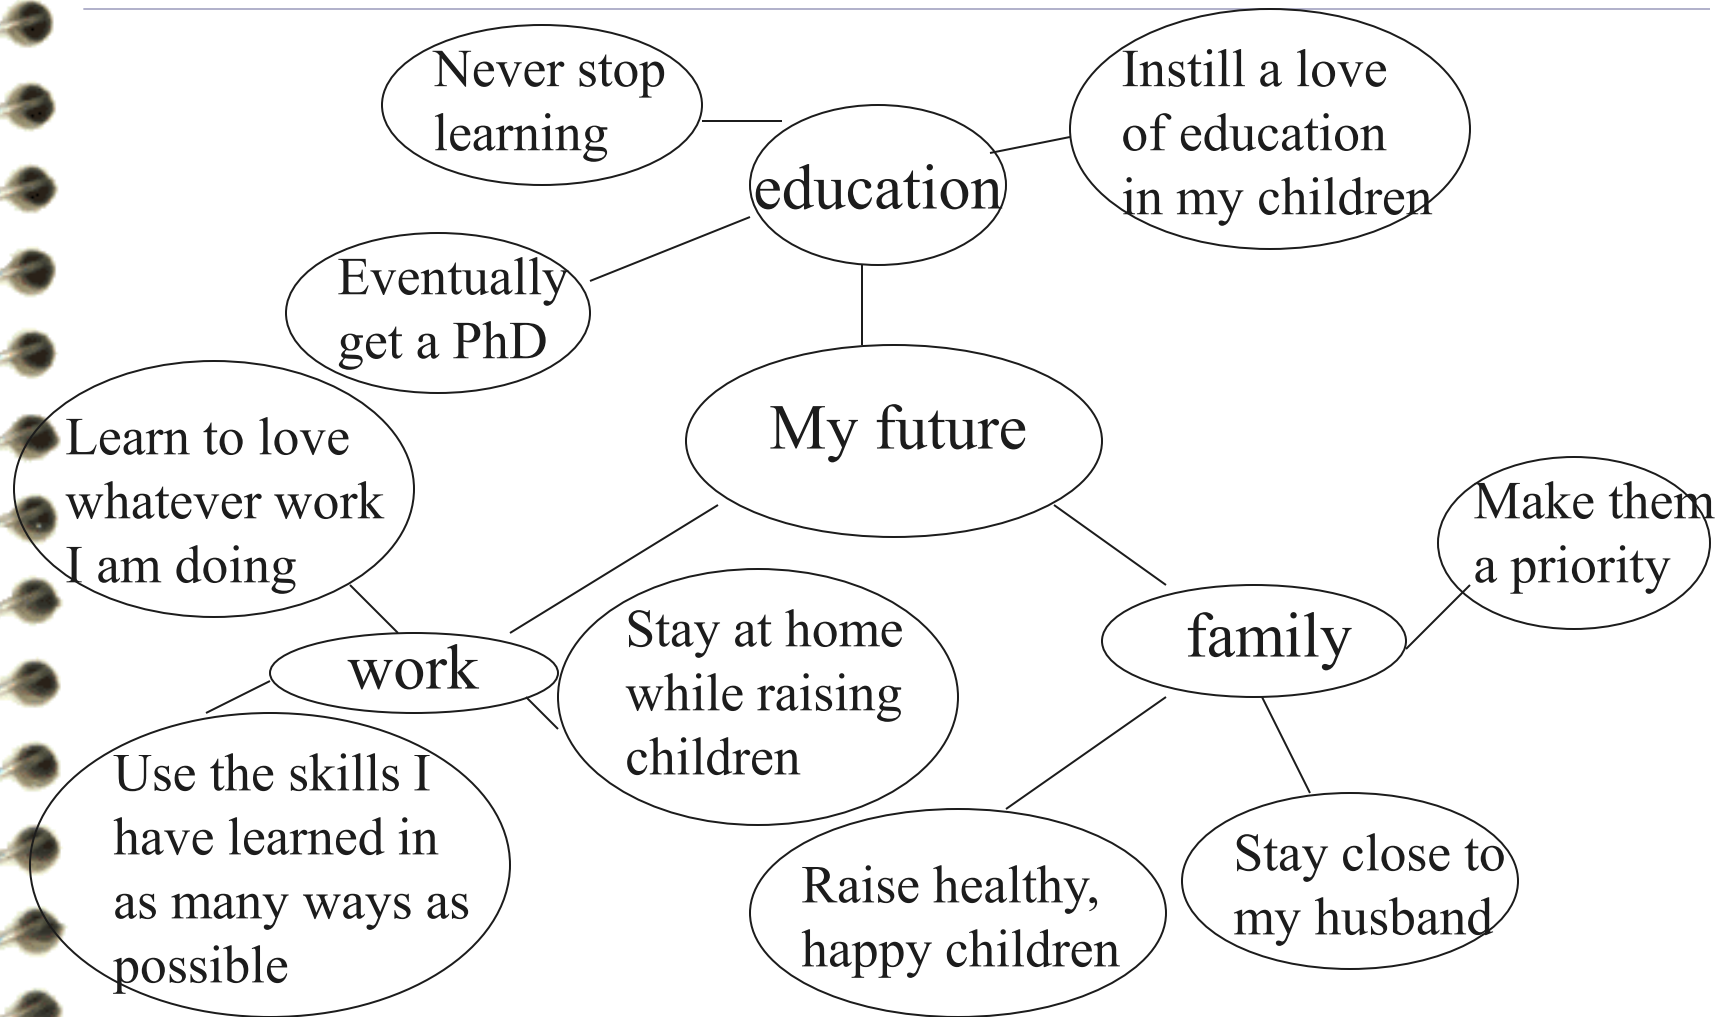 Never stop
learning
Instill a love
of education
in my children
education
Eventually
get a PhD
My future
Learn to love
whatever work
I am doing
Make them
a priority
work
Stay at home
while raising
children
family
Use the skills I
have learned in
as many ways as
possible
Raise healthy,
happy children
Stay close to
my husband